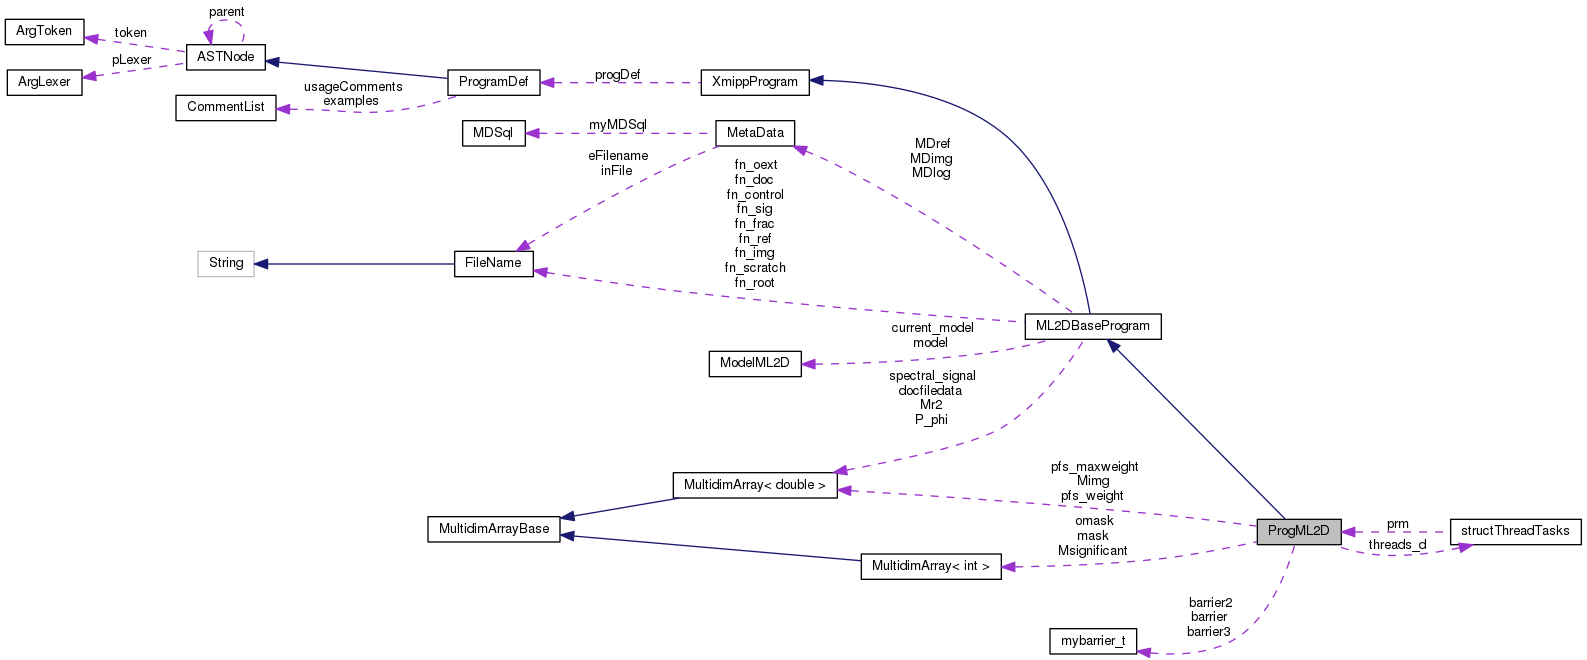 parent
ArgToken
token
ASTNode
pLexer
ArgLexer
ProgramDef
progDef
XmippProgram
usageComments
examples
CommentList
MDSql
myMDSql
MetaData
MDref
MDimg
MDlog
eFilename
inFile
fn_oext
fn_doc
fn_control
fn_sig
fn_frac
fn_ref
fn_img
fn_scratch
fn_root
String
FileName
ML2DBaseProgram
current_model
model
ModelML2D
spectral_signal
docfiledata
Mr2
P_phi
MultidimArray< double >
pfs_maxweight
Mimg
pfs_weight
MultidimArrayBase
omask
mask
Msignificant
ProgML2D
prm
threads_d
structThreadTasks
MultidimArray< int >
barrier2
barrier
barrier3
mybarrier_t